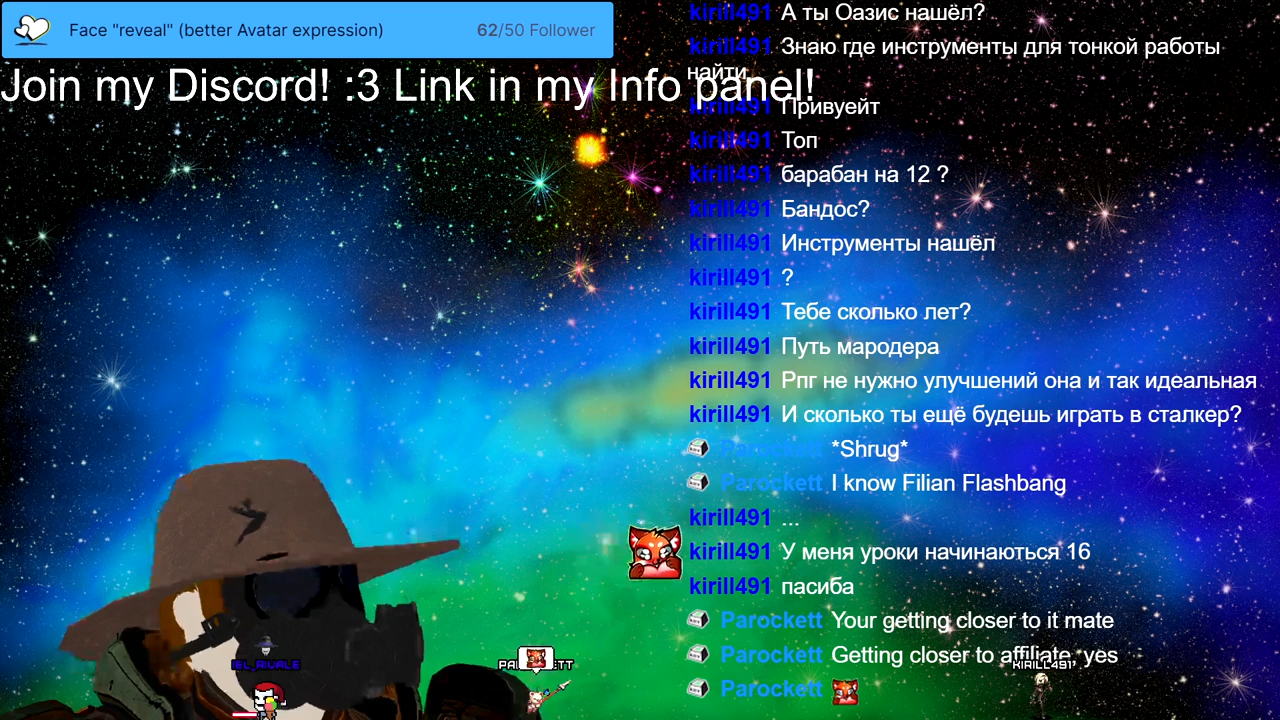 Face "reveal" (better Avatar expression) 62/50 Follower
Join my Discord! :3 Link in my Info panel!
kirill491 А ты Оазис нашёл?
kirill491 Знаю где инструменты для тонкой работы
найти
kirill491 Привуейт
kirill491 Топ
kirill491 барабан на 12 ?
kirill491 Бандос?
kirill491 Инструменты нашёл
kirill491 ?
kirill491 Тебе сколько лет?
kirill491 Путь мародера
kirill491 Рпг не нужно улучшений она и так идеальная
kirill491 И сколько ты ещё будешь играть в сталкер?
Parockett *Shrug*
Parockett I know Filian Flashbang
kirill491 ...
kirill491 У меня уроки начинаються 16
kirill491 пасиба
Parockett Your getting closer to it mate
Parockett Getting closer to affiliate, yes
Parockett
KIRILL491